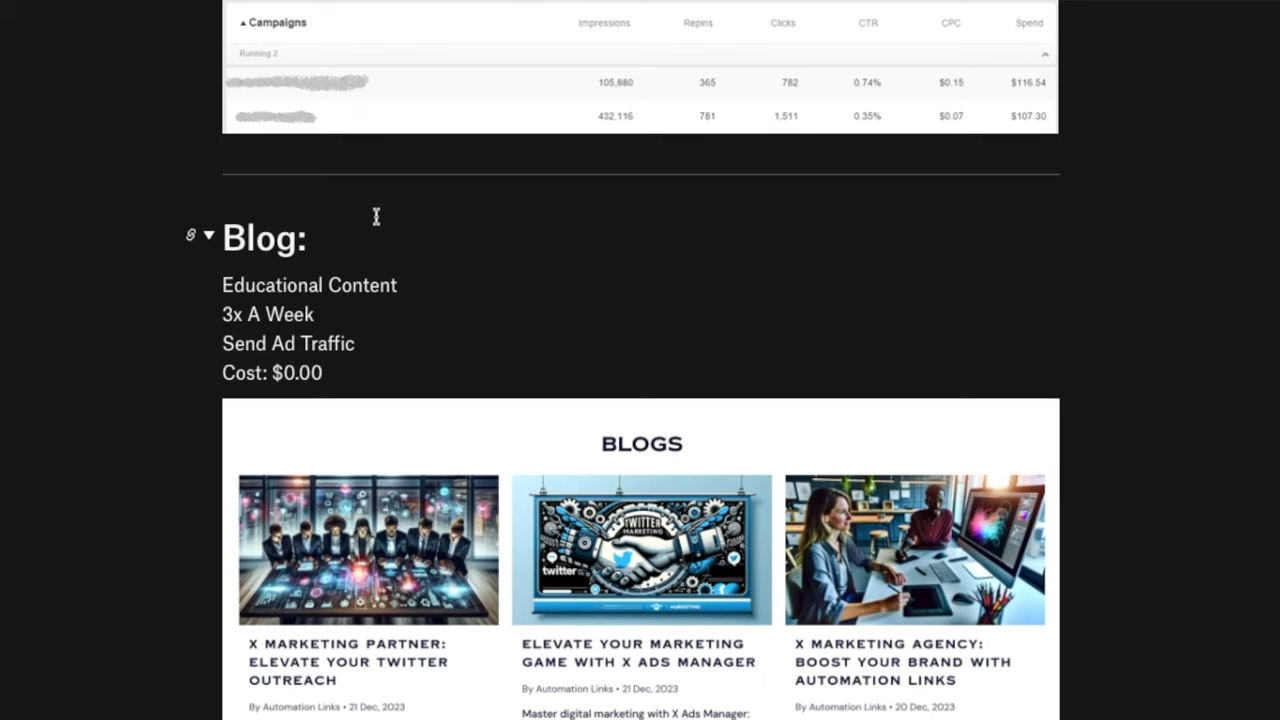 Campaigns Impressions Repins Clicks CTR CPC Spend
Running 2
105,880 365 782 0.74% $0.15 $116.54
432,116 781 1,511 0.35% $0.07 $107.30
Blog:
Educational Content
3x A Week
Send Ad Traffic
Cost: $0.00
BLOGS
TWITTER
MARKETING
twitter
MARKETING
X MARKETING PARTNER:
ELEVATE YOUR TWITTER
OUTREACH
By Automation Links • 21 Dec, 2023
ELEVATE YOUR MARKETING
GAME WITH X ADS MANAGER
By Automation Links • 21 Dec, 2023
Master digital marketing with X Ads Manager:
X MARKETING AGENCY:
BOOST YOUR BRAND WITH
AUTOMATION LINKS
By Automation Links • 20 Dec, 2023